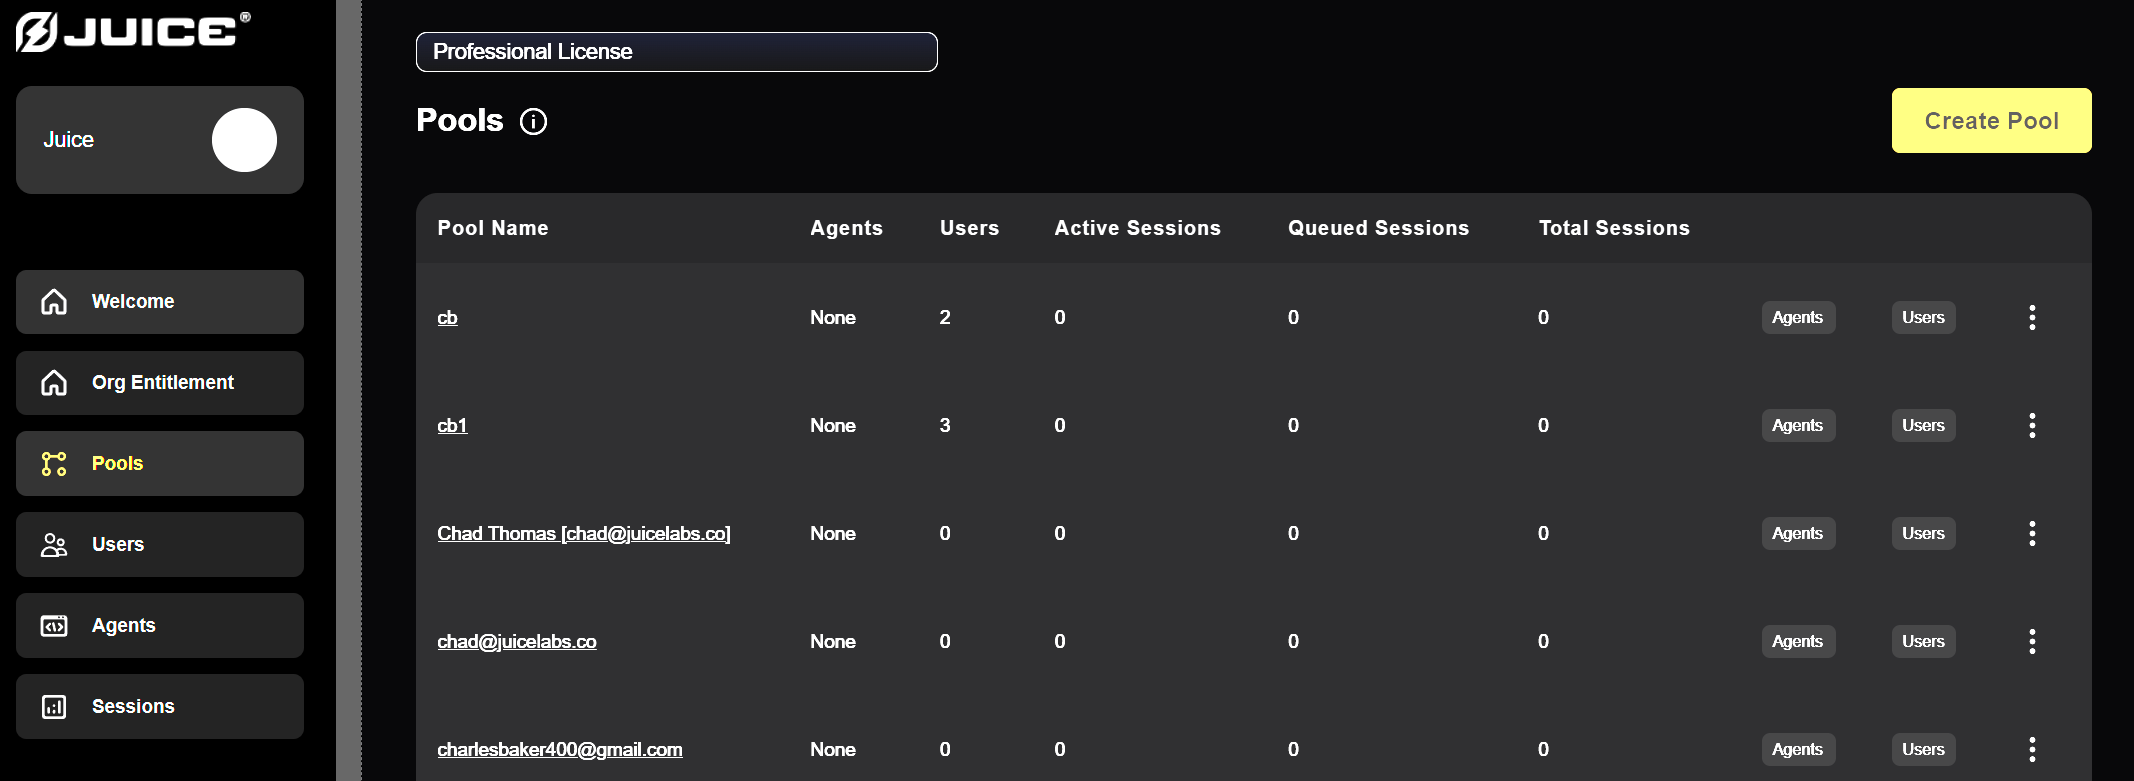 JUICE®
Juice
Welcome
Org Entitlement
Pools
Users
Agents
Sessions
Professional License
Pools
Create Pool
Pool Name Agents Users Active Sessions Queued Sessions Total Sessions
cb None 2 0 0 0 Agents Users
cb1 None 3 0 0 0 Agents Users
Chad Thomas [chad@juicelabs.co] None 0 0 0 0 Agents Users
chad@juicelabs.co None 0 0 0 0 Agents Users
charlesbaker400@gmail.com None 0 0 0 0 Agents Users